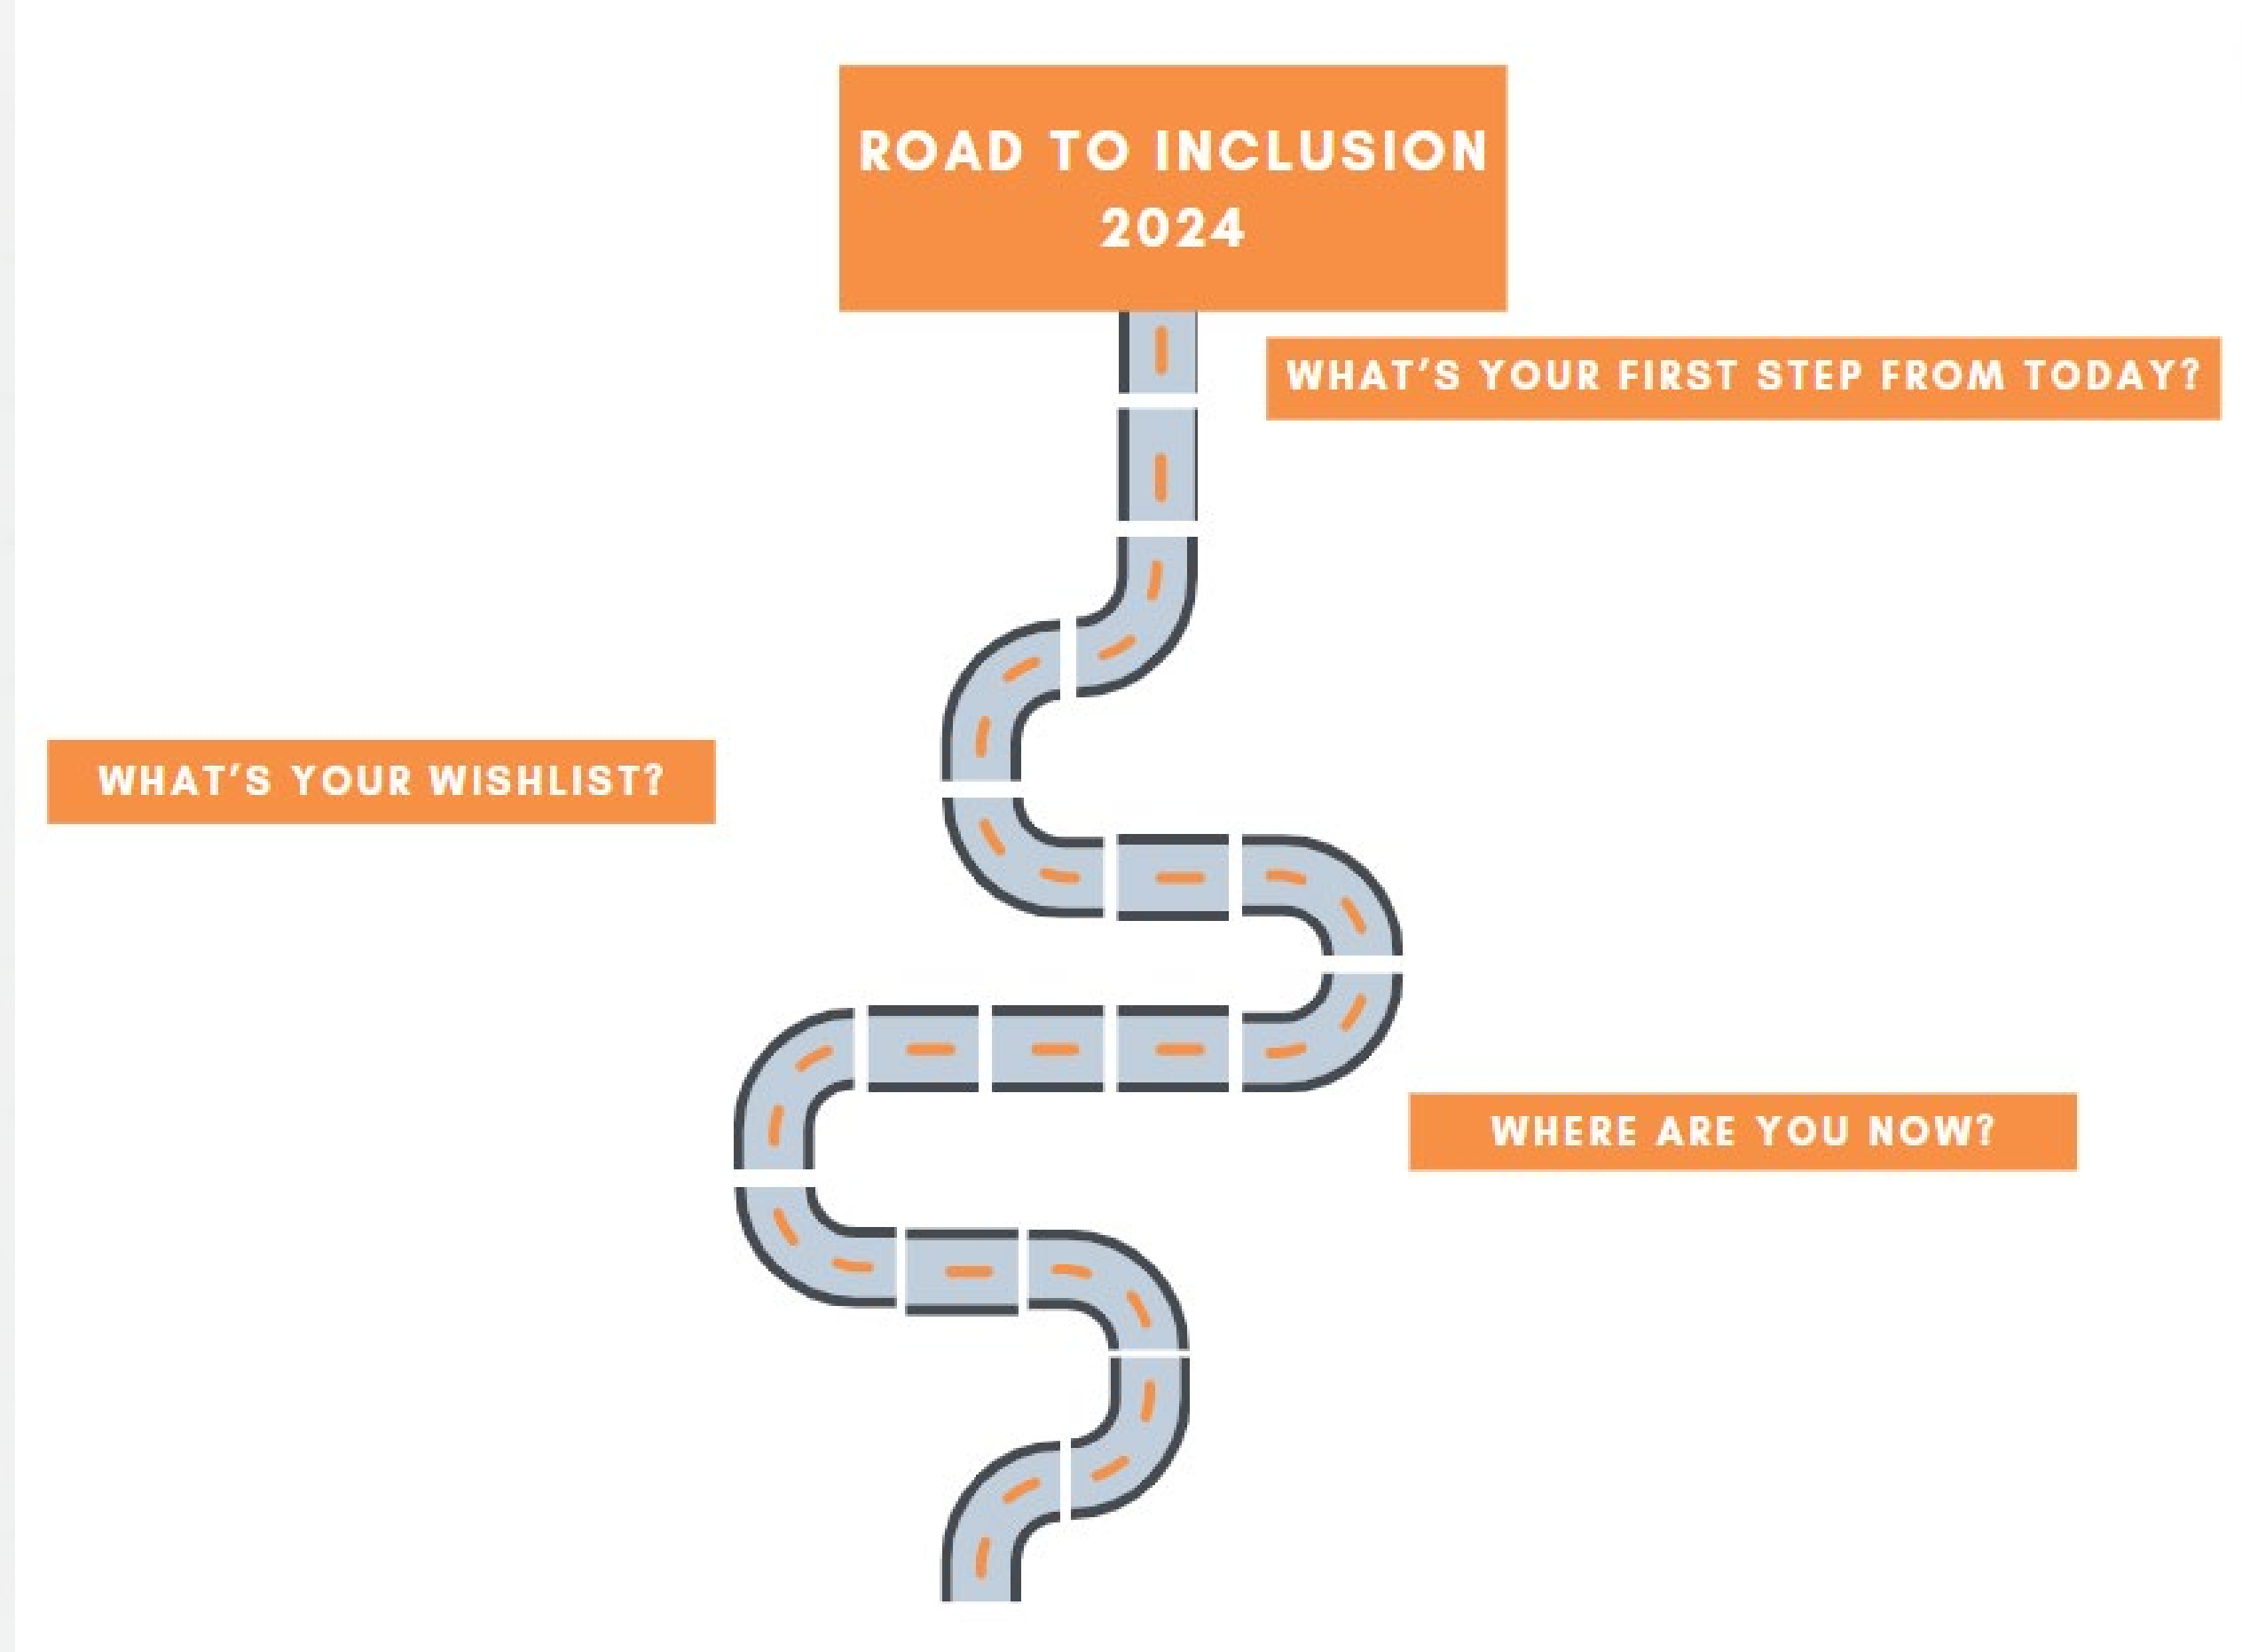 ROAD TO INCLUSION
2024
WHAT'S YOUR FIRST STEP FROM TODAY?
WHAT'S YOUR WISHLIST?
WHERE ARE YOU NOW?